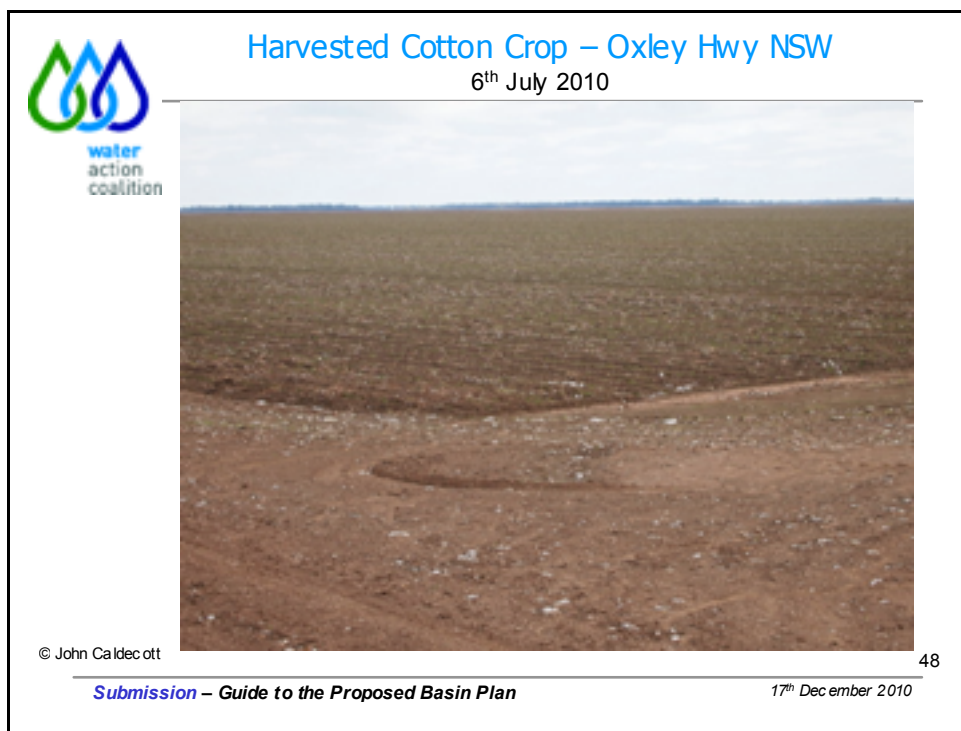 Harvested Cotton Crop – Oxley Hwy NSW
6th July 2010
water
action
coalition
© John Caldecott
48
Submission – Guide to the Proposed Basin Plan
17th December 2010